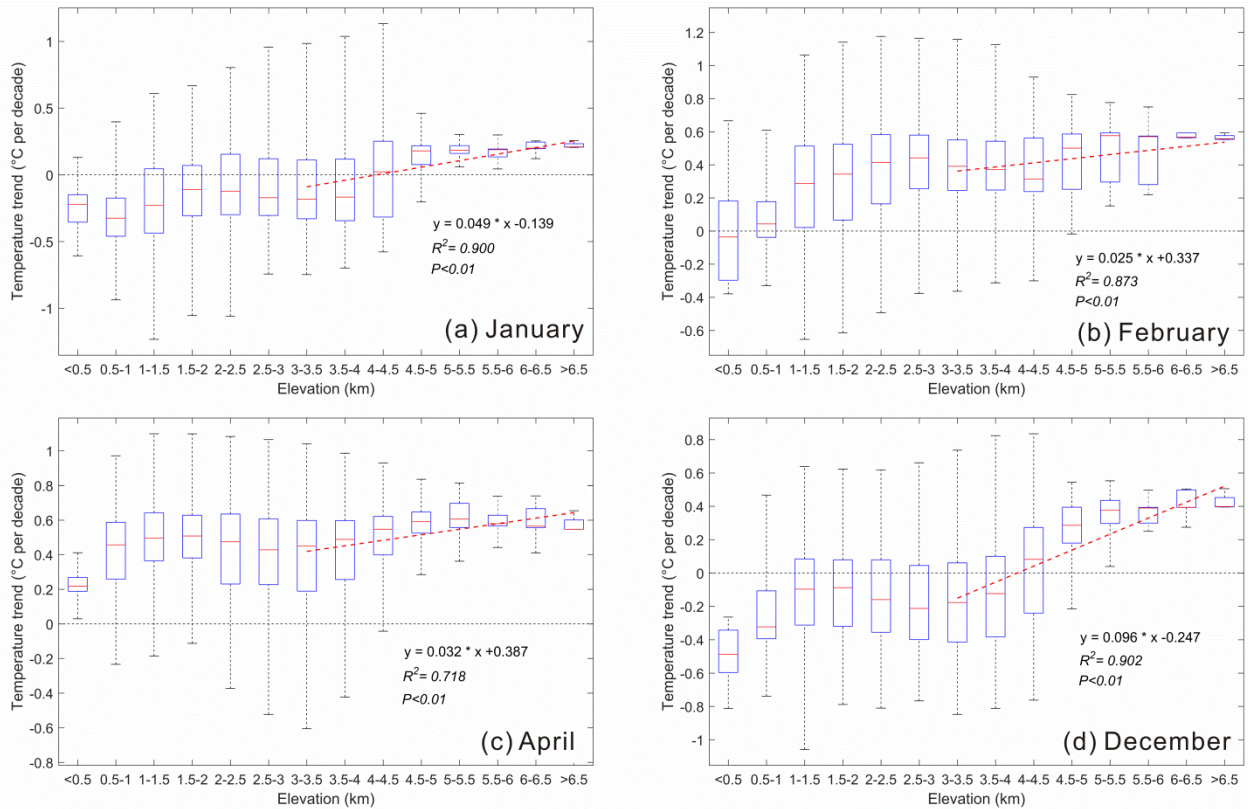 Temperature trend (°C per decade)
1
0.5
0
-0.5
-1
y = 0.049 * x -0.139
R²= 0.900
P<0.01
(a) January
<0.5 0.5-1 1-1.5 1.5-2 2-2.5 2.5-3 3-3.5 3.5-4 4-4.5 4.5-5 5-5.5 5.5-6 6-6.5 >6.5
Elevation (km)
Temperature trend (°C per decade)
1.2
1
0.8
0.6
0.4
0.2
0
-0.2
-0.4
-0.6
y = 0.025 * x +0.337
R²= 0.873
P<0.01
(b) February
<0.5 0.5-1 1-1.5 1.5-2 2-2.5 2.5-3 3-3.5 3.5-4 4-4.5 4.5-5 5-5.5 5.5-6 6-6.5 >6.5
Elevation (km)
Temperature trend (°C per decade)
1
0.8
0.6
0.4
0.2
0
-0.2
-0.4
-0.6
-0.8
y = 0.032 * x +0.387
R²= 0.718
P<0.01
(c) April
<0.5 0.5-1 1-1.5 1.5-2 2-2.5 2.5-3 3-3.5 3.5-4 4-4.5 4.5-5 5-5.5 5.5-6 6-6.5 >6.5
Elevation (km)
Temperature trend (°C per decade)
0.8
0.6
0.4
0.2
0
-0.2
-0.4
-0.6
-0.8
-1
y = 0.096 * x -0.247
R²= 0.902
P<0.01
(d) December
<0.5 0.5-1 1-1.5 1.5-2 2-2.5 2.5-3 3-3.5 3.5-4 4-4.5 4.5-5 5-5.5 5.5-6 6-6.5 >6.5
Elevation (km)